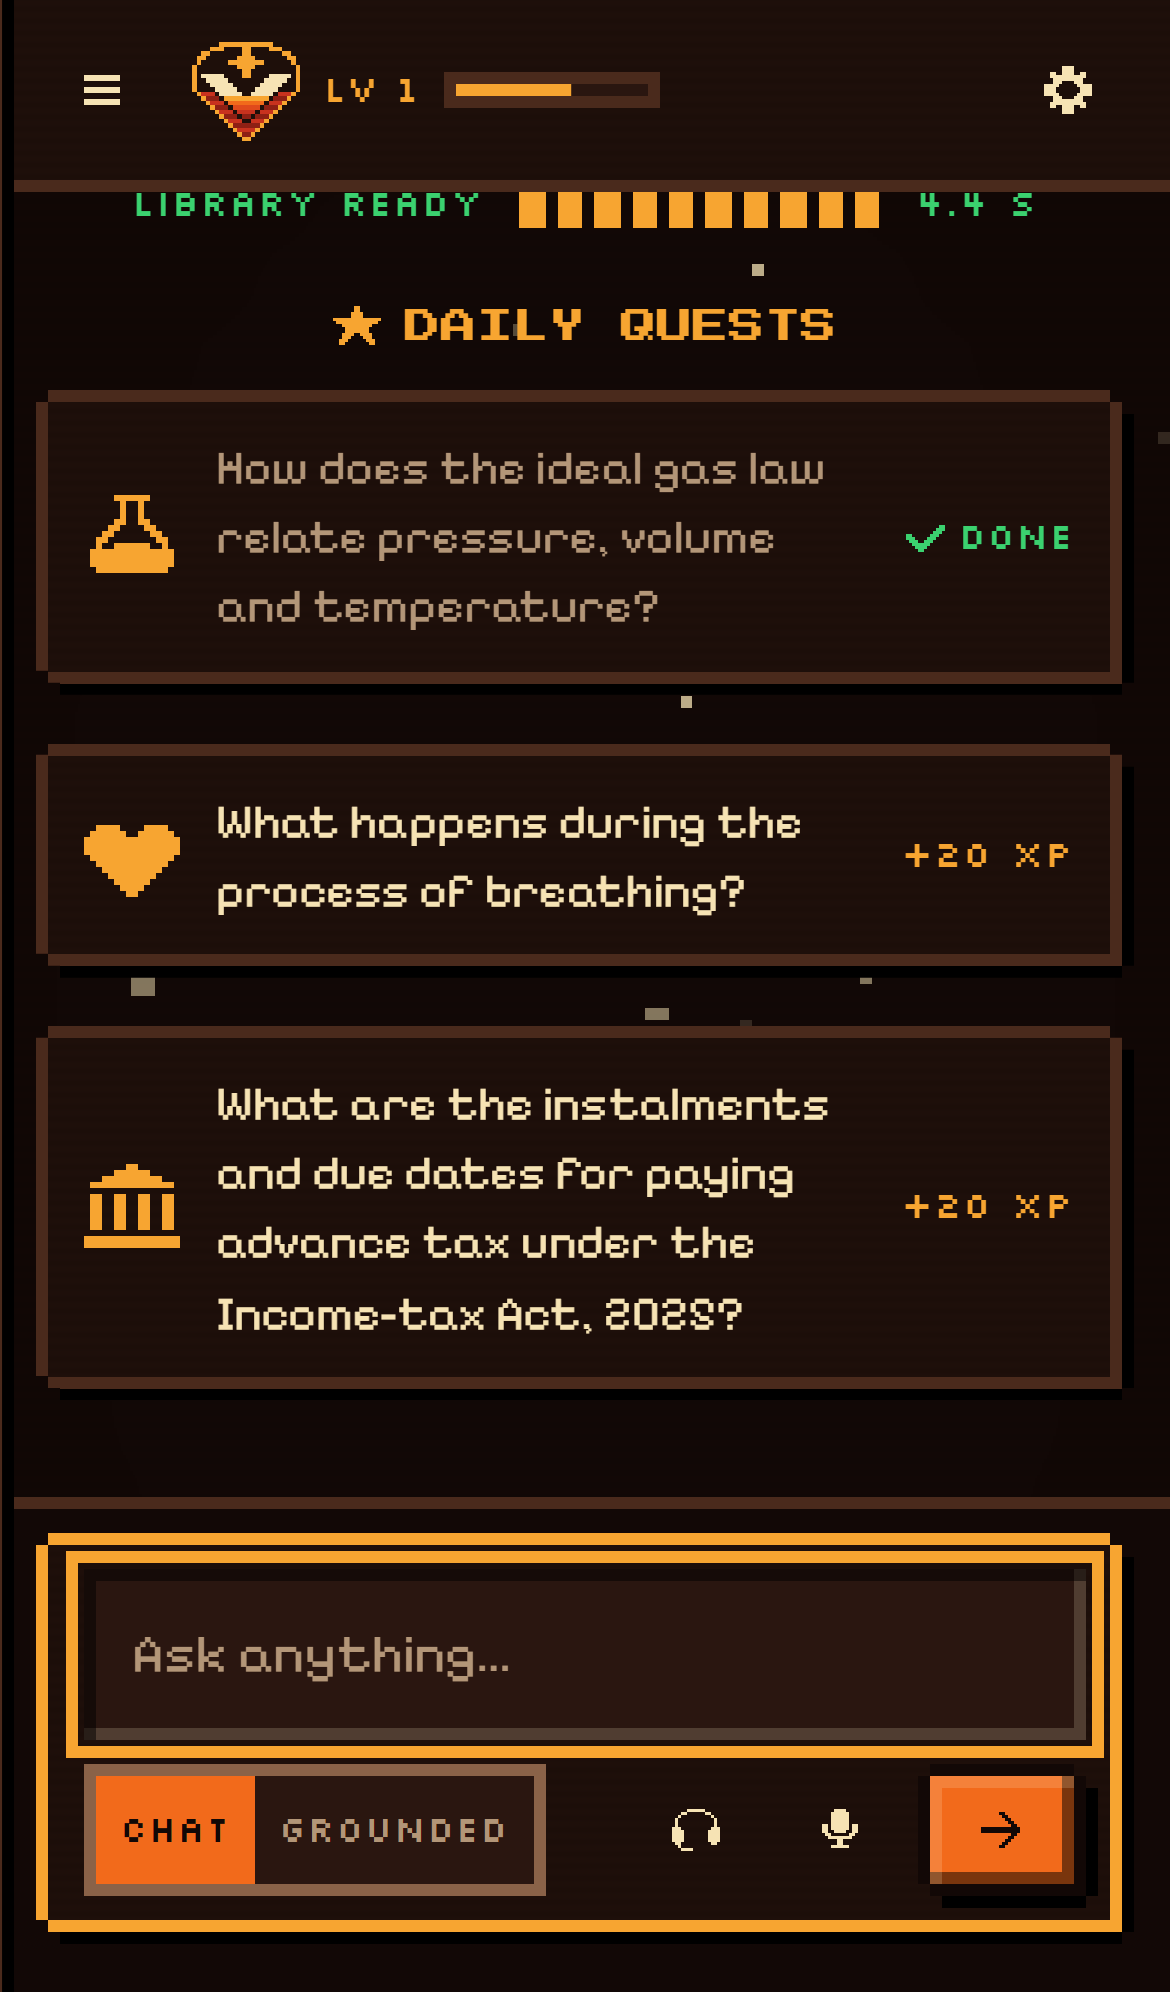 LV 1
LIBRARY READY 4.4 S
DAILY QUESTS
How does the ideal gas law
relate pressure, volume
and temperature?
DONE
What happens during the
process of breathing?
+20 XP
What are the instalments
and due dates for paying
advance tax under the
Income-tax Act, 2025?
+20 XP
Ask anything...
CHAT GROUNDED